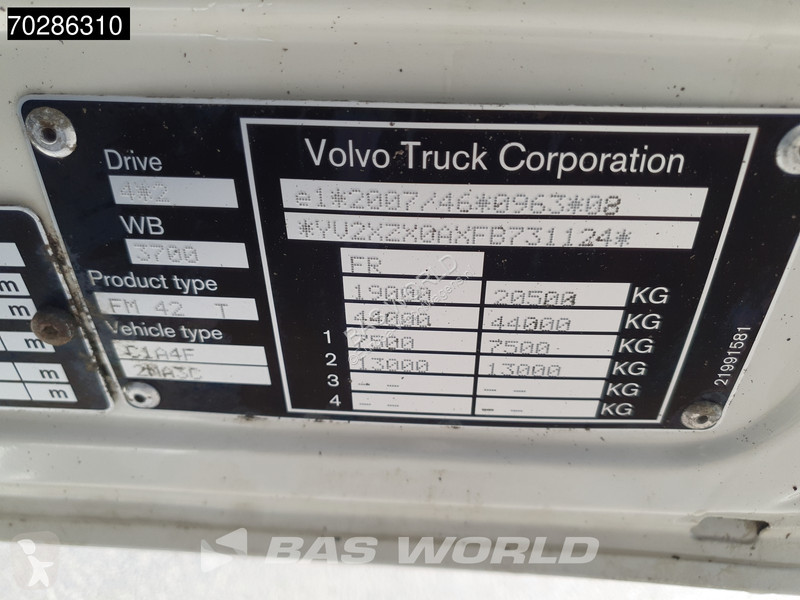 70286310
Drive
4*2
WB
3700
Product type
FM 42 T
Vehicle type
C1A4F
2MA3C
Volvo Truck Corporation
e1*2007/46*0963*08
*YV2XZX0AXFB731124*
FR
19000 20500 KG
44000 44000 KG
1 7500 7500 KG
2 13000 13000 KG
3 -- -- KG
4 -- -- KG
21991581
m
m
m
m
m
BAS WORLD